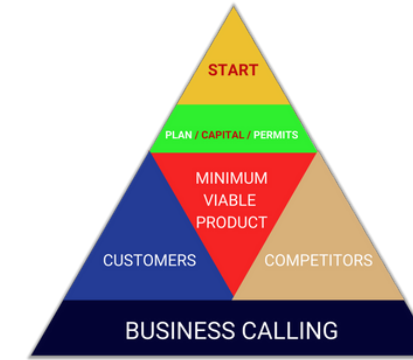 START
PLAN / CAPITAL / PERMITS
MINIMUM
VIABLE
PRODUCT
CUSTOMERS
COMPETITORS
BUSINESS CALLING